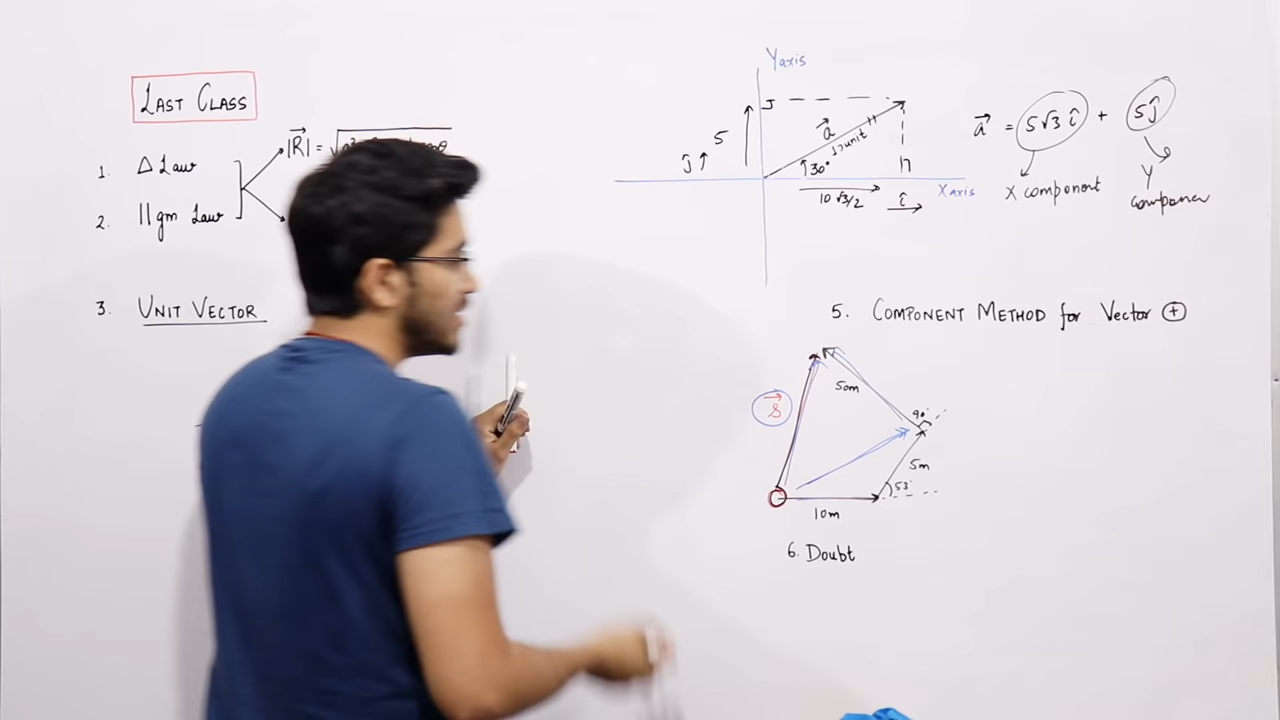 LAST CLASS
1. Δ Law
2. ||gm Law
|R⃗| =
3. UNIT VECTOR
Y axis
5
ĵ
a⃗
unit
30°
10 √3/2
î
X axis
a⃗ = 5√3 î + 5ĵ
X component
Y
5. COMPONENT METHOD for Vector ⊕
50m
S⃗
90°
5m
53°
10m
6. Doubt